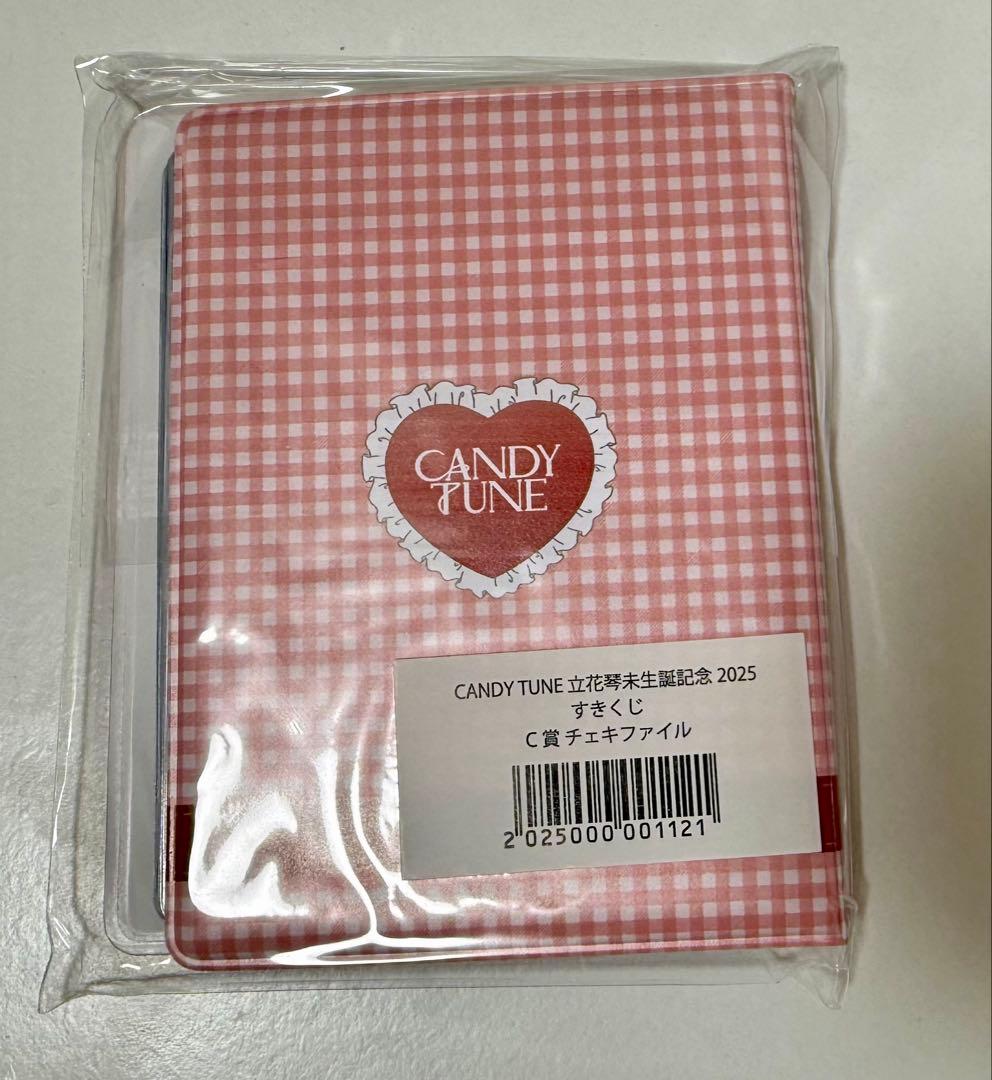 CANDY
TUNE
CANDY TUNE 立花琴未生誕記念 2025
すきくじ
C 賞 チェキファイル
2 025000 001121